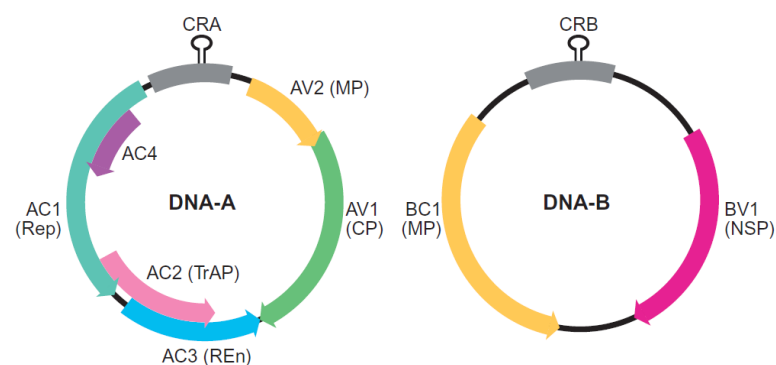 CRA
AV2 (MP)
AC4
AC1
(Rep)
DNA-A
AV1
(CP)
AC2 (TrAP)
AC3 (REn)
CRB
BC1
(MP)
DNA-B
BV1
(NSP)